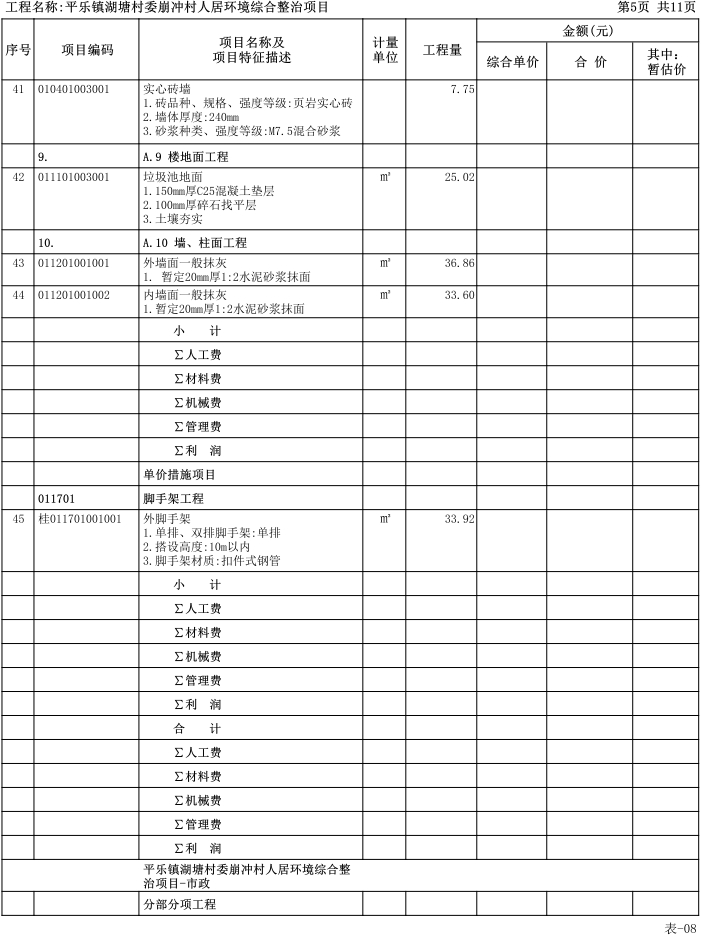 工程名称:平乐镇湖塘村委崩冲村人居环境综合整治项目 第5页 共11页
序号 项目编码 项目名称及 项目特征描述 计量 单位 工程量 金额(元)
综合单价 合 价 其中: 暂估价
41 010401003001 实心砖墙 7.75
1.砖品种、规格、强度等级:页岩实心砖
2.墙体厚度:240mm
3.砂浆种类、强度等级:M7.5混合砂浆
9. A.9 楼地面工程
42 011101003001 垃圾池地面 m² 25.02
1.150mm厚C25混凝土垫层
2.100mm厚碎石找平层
3.土壤夯实
10. A.10 墙、柱面工程
43 011201001001 外墙面一般抹灰 m² 36.86
1. 暂定20mm厚1:2水泥砂浆抹面
44 011201001002 内墙面一般抹灰 m² 33.60
1.暂定20mm厚1:2水泥砂浆抹面
小 计
∑人工费
∑材料费
∑机械费
∑管理费
∑利 润
单价措施项目
011701 脚手架工程
45 桂011701001001 外脚手架 m² 33.92
1.单排、双排脚手架:单排
2.搭设高度:10m以内
3.脚手架材质:扣件式钢管
小 计
∑人工费
∑材料费
∑机械费
∑管理费
∑利 润
合 计
∑人工费
∑材料费
∑机械费
∑管理费
∑利 润
平乐镇湖塘村委崩冲村人居环境综合整
治项目-市政
分部分项工程
表-08